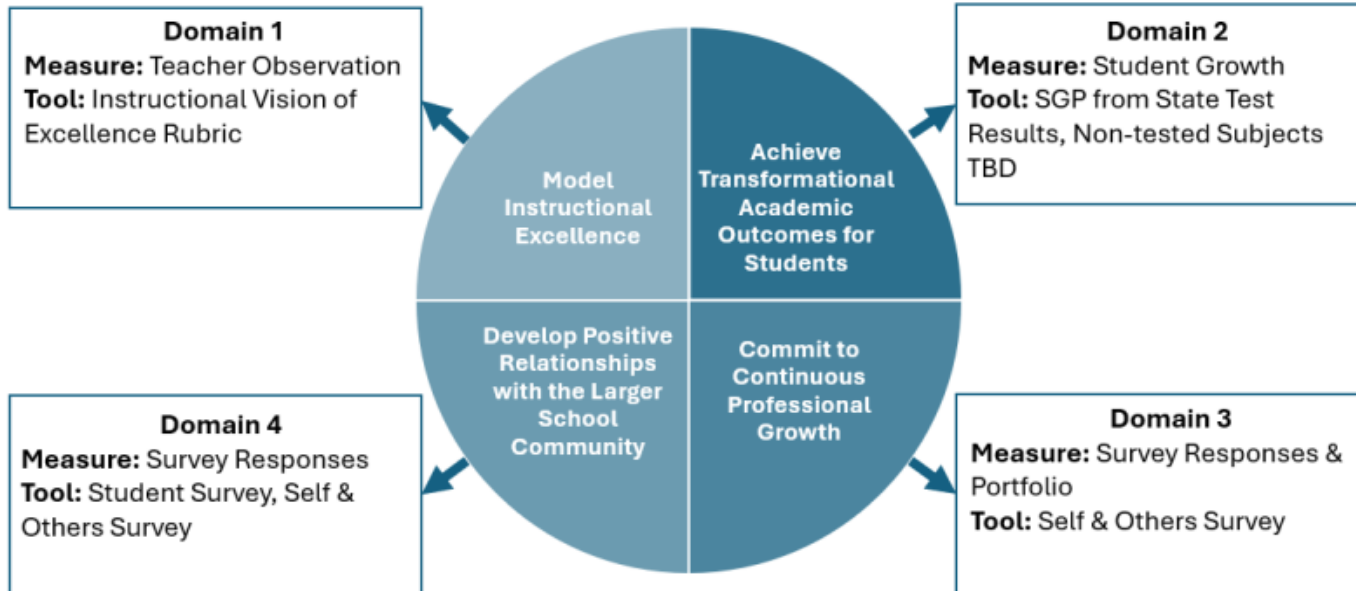 Domain 1
Measure: Teacher Observation
Tool: Instructional Vision of
Excellence Rubric
Domain 2
Measure: Student Growth
Tool: SGP from State Test
Results, Non-tested Subjects
TBD
Model
Instructional
Excellence
Achieve
Transformational
Academic
Outcomes for
Students
Develop Positive
Relationships
with the Larger
School
Community
Commit to
Continuous
Professional
Growth
Domain 4
Measure: Survey Responses
Tool: Student Survey, Self &
Others Survey
Domain 3
Measure: Survey Responses &
Portfolio
Tool: Self & Others Survey